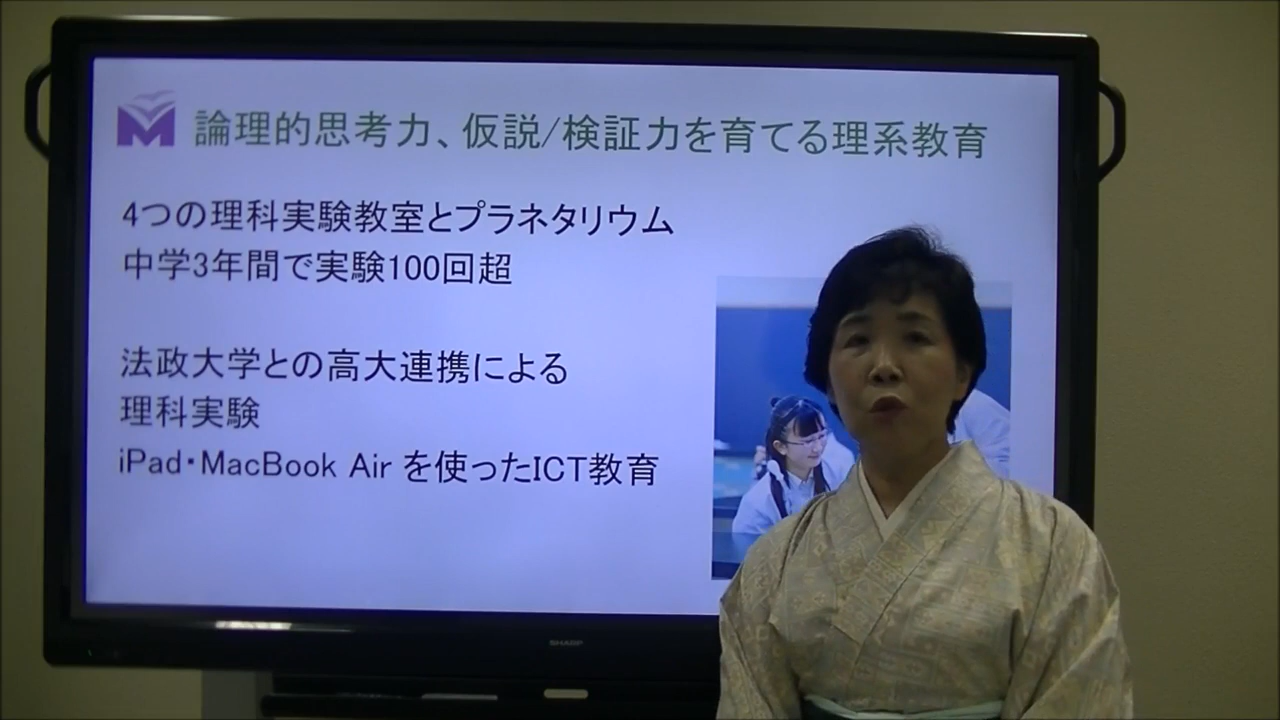 M
論理的思考力、仮説/検証力を育てる理系教育
4つの理科実験教室とプラネタリウム
中学3年間で実験100回超
法政大学との高大連携による
理科実験
iPad・MacBook Air を使ったICT教育
SHARP